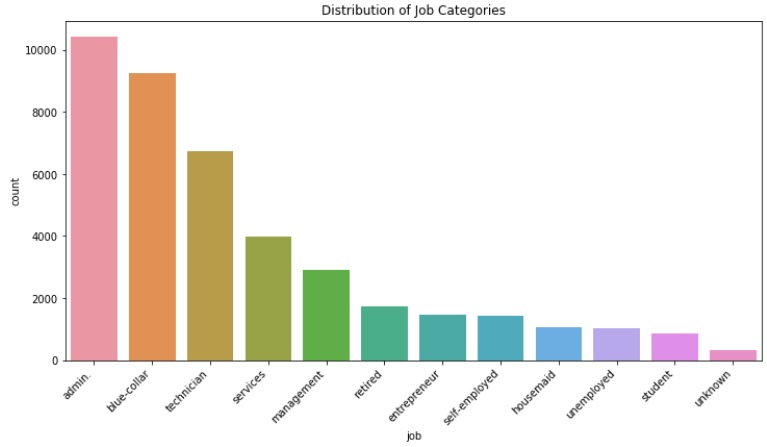 Distribution of Job Categories
10000
8000
6000
4000
2000
0
count
admin.
blue-collar
technician
services
management
retired
entrepreneur
self-employed
housemaid
unemployed
student
unknown
job